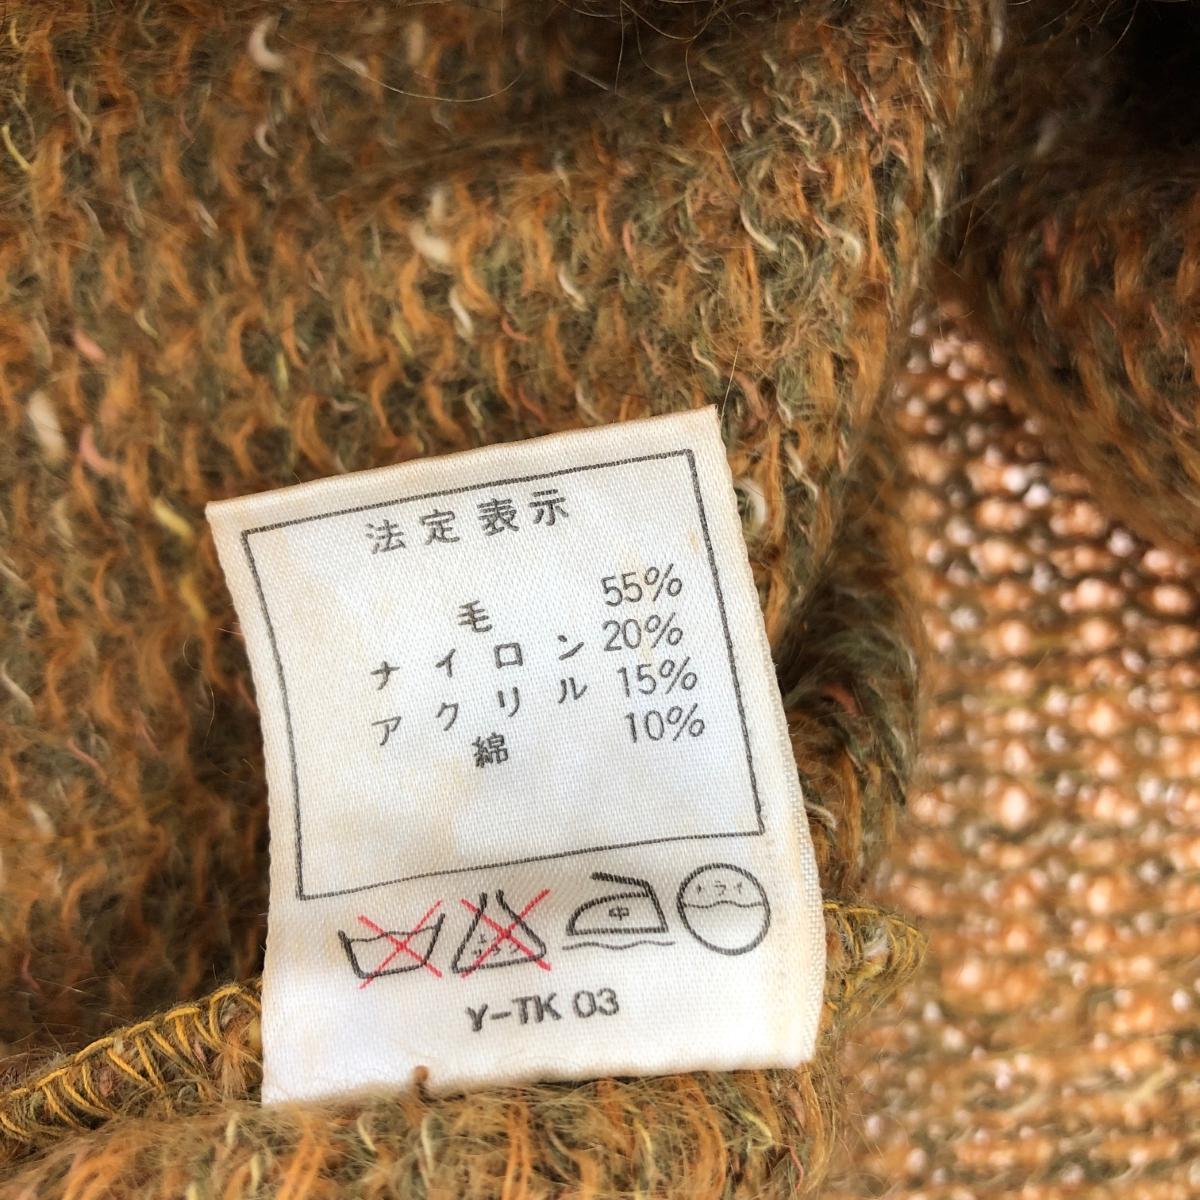 法定表示
毛 55%
ナイロン 20%
アクリル 15%
綿 10%
中 ドライ
Y-TK 03